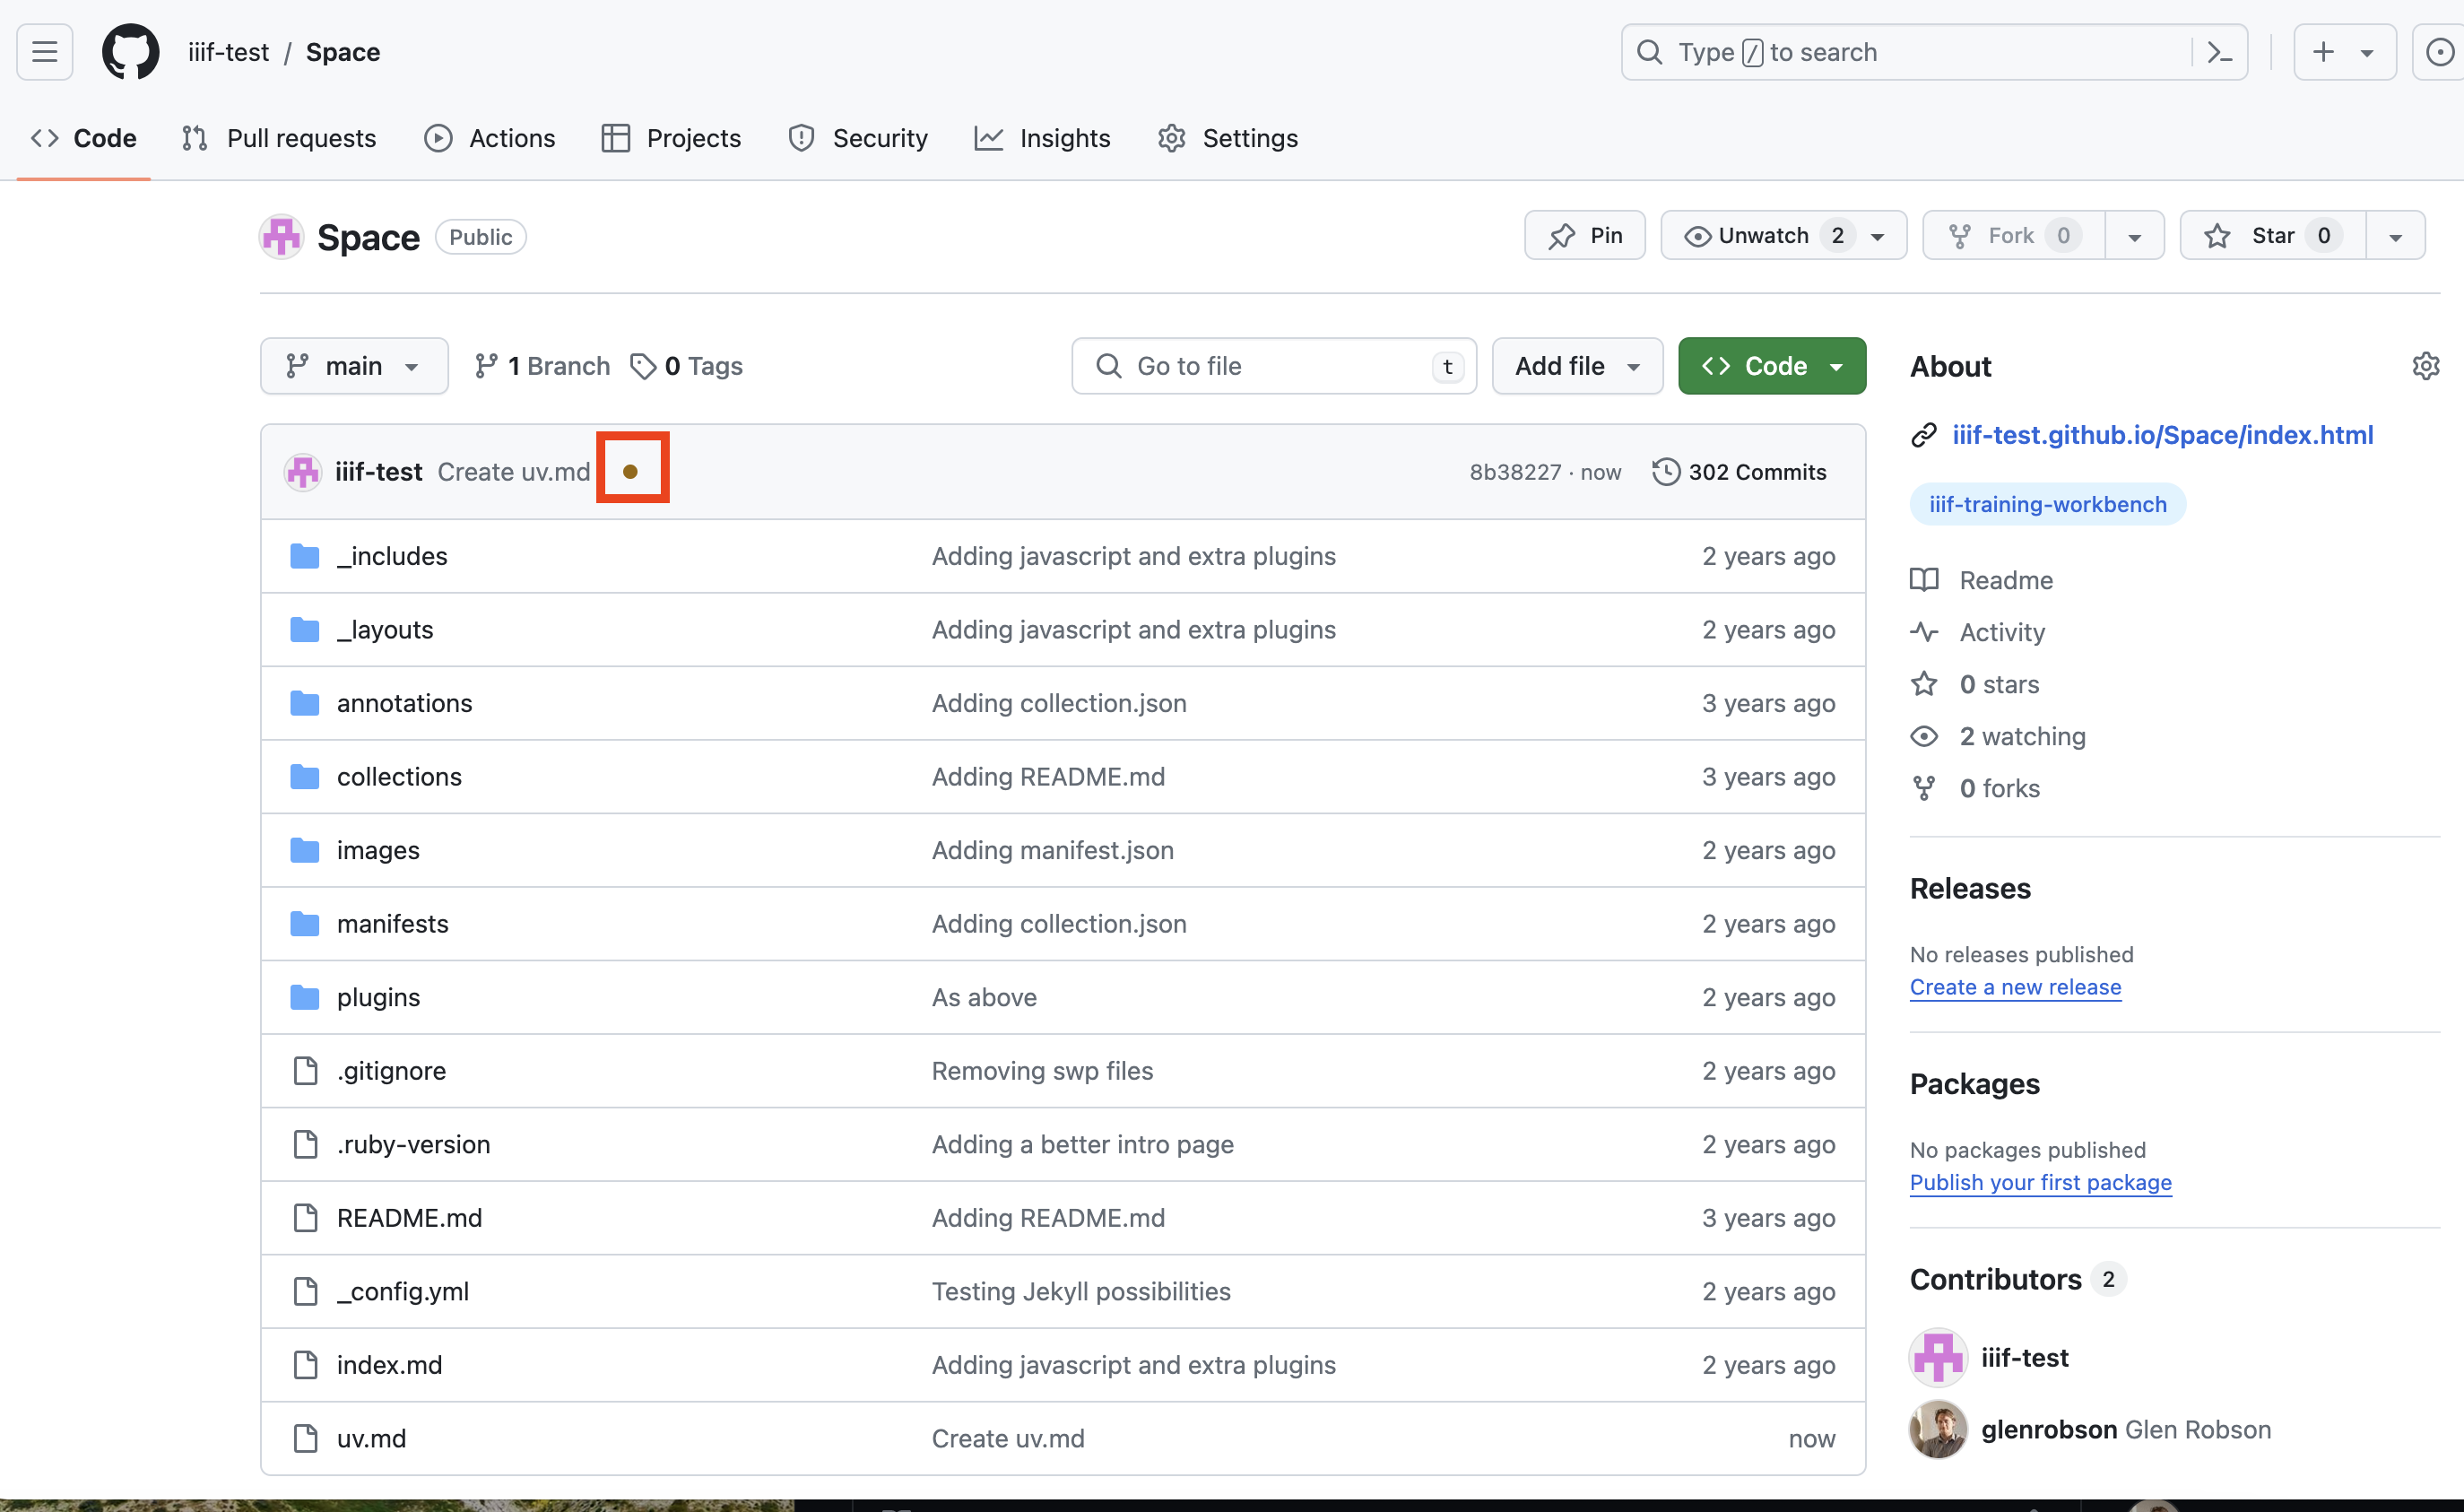 iiif-test / Space
Type / to search
Code Pull requests Actions Projects Security Insights Settings
Space Public
Pin Unwatch 2 Fork 0 Star 0
main 1 Branch 0 Tags
Go to file t Add file Code
iiif-test Create uv.md 8b38227 · now 302 Commits
_includes Adding javascript and extra plugins 2 years ago
_layouts Adding javascript and extra plugins 2 years ago
annotations Adding collection.json 3 years ago
collections Adding README.md 3 years ago
images Adding manifest.json 2 years ago
manifests Adding collection.json 2 years ago
plugins As above 2 years ago
.gitignore Removing swp files 2 years ago
.ruby-version Adding a better intro page 2 years ago
README.md Adding README.md 3 years ago
_config.yml Testing Jekyll possibilities 2 years ago
index.md Adding javascript and extra plugins 2 years ago
uv.md Create uv.md now
About
iiif-test.github.io/Space/index.html
iiif-training-workbench
Readme
Activity
0 stars
2 watching
0 forks
Releases
No releases published
Create a new release
Packages
No packages published
Publish your first package
Contributors 2
iiif-test
glenrobson Glen Robson